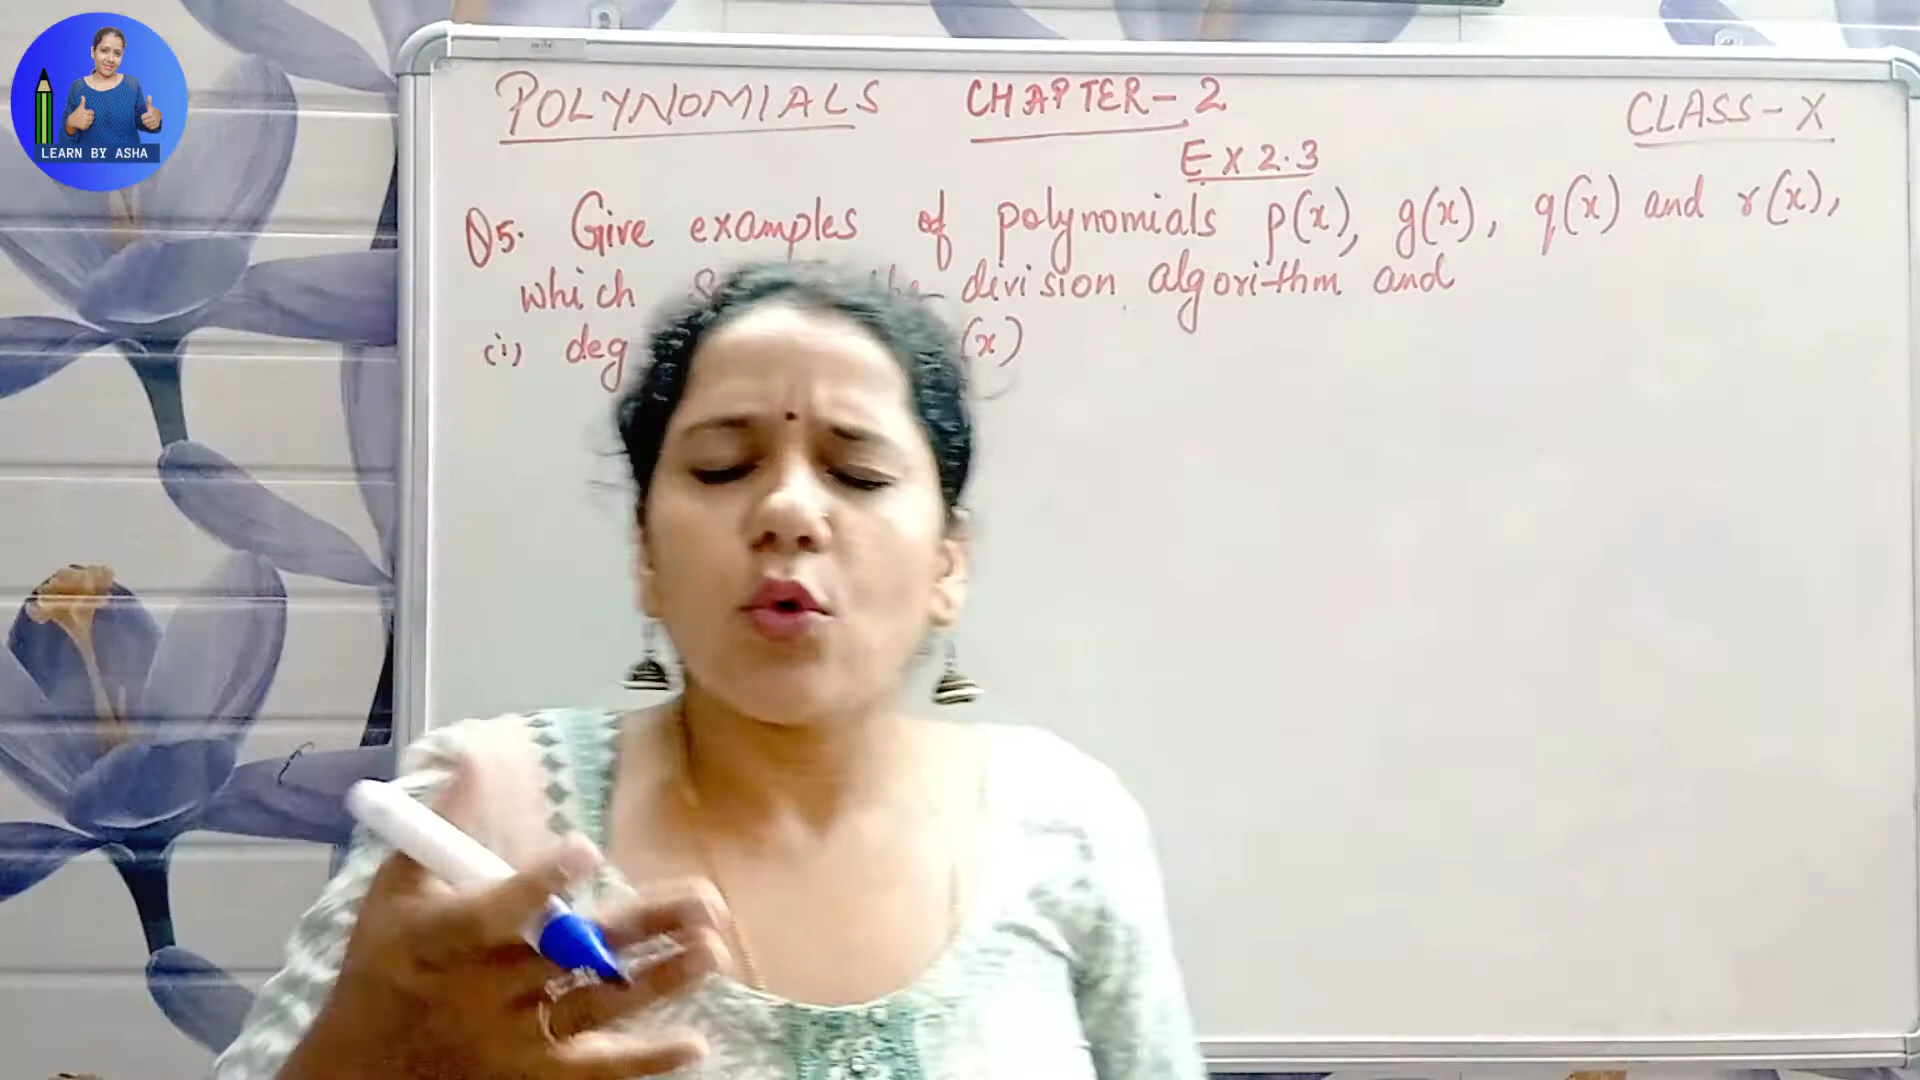 LEARN BY ASHA
POLYNOMIALS CHAPTER-2 CLASS-X
EX 2.3
Q5. Give examples of polynomials p(x), g(x), q(x) and r(x),
which division algorithm and
(i) deg (x)